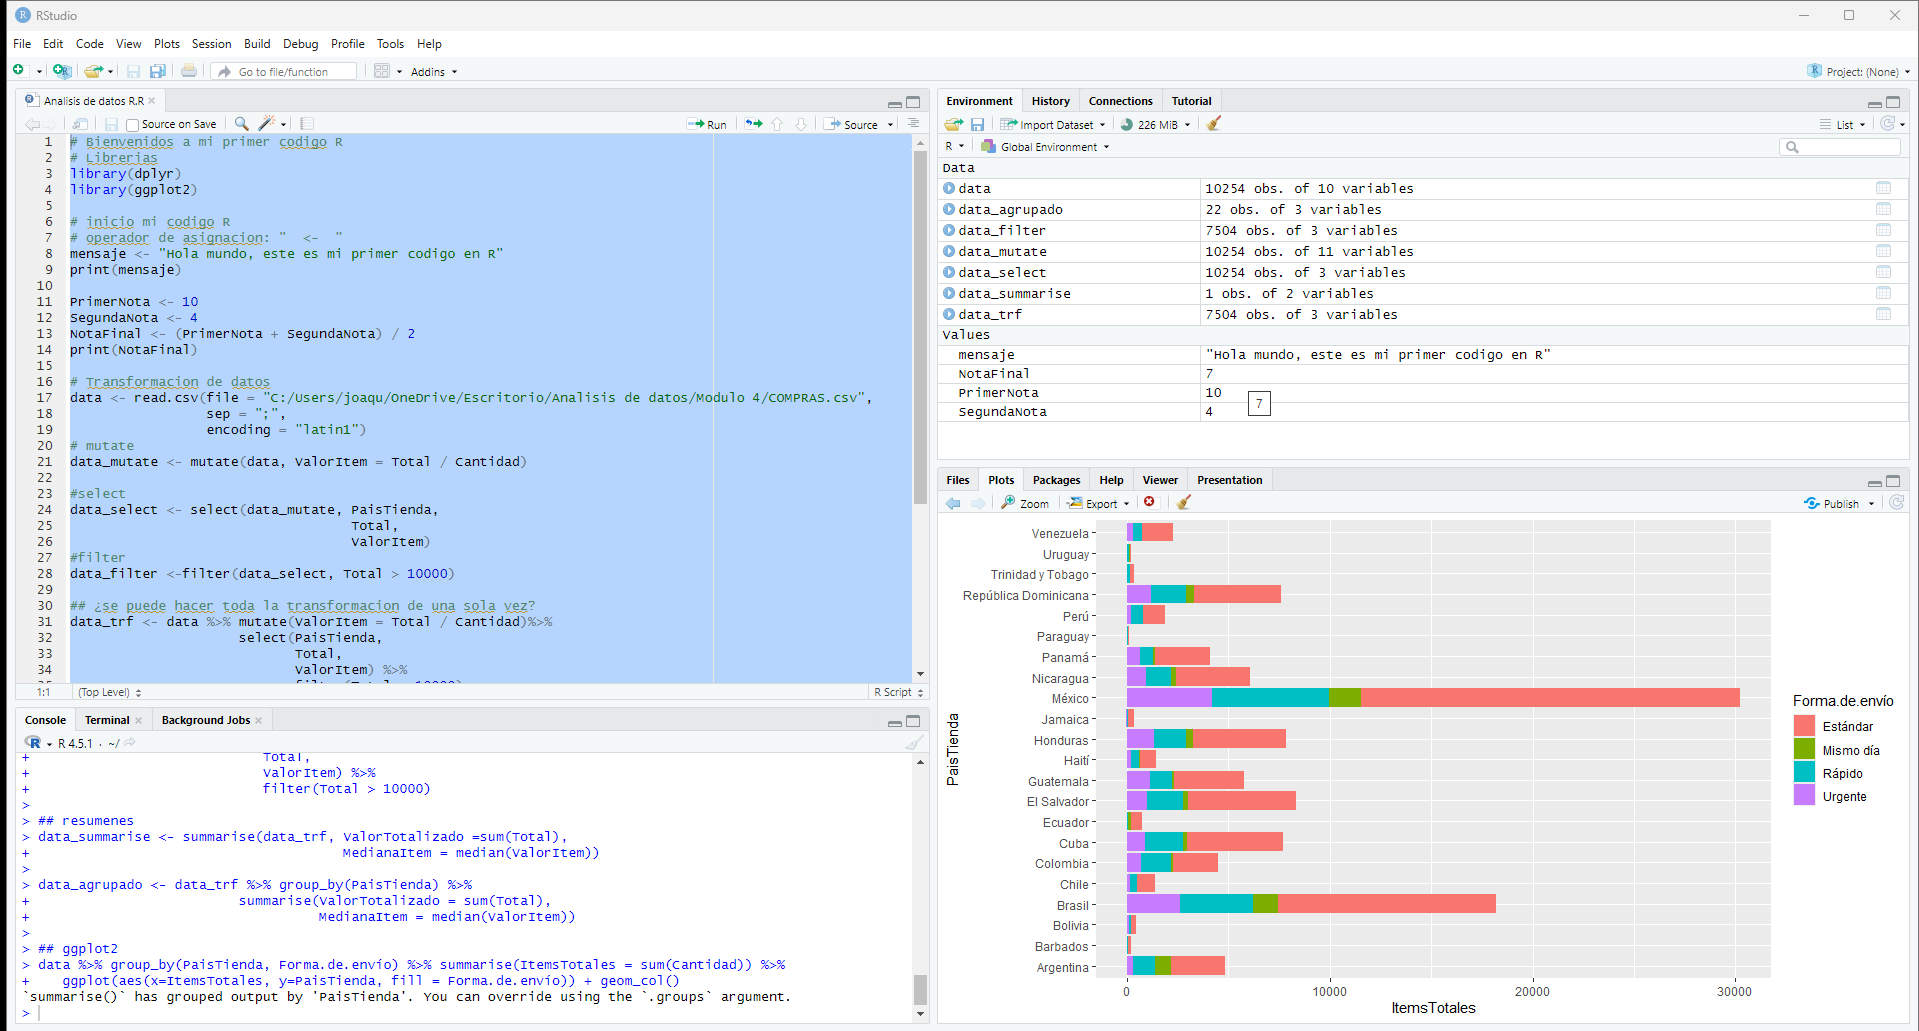 RStudio
File Edit Code View Plots Session Build Debug Profile Tools Help
Go to file/function Addins Project: (None)
Analisis de datos R.R
Source on Save Run Source
1 # Bienvenidos a mi primer codigo R
2 # Librerias
3 library(dplyr)
4 library(ggplot2)
5
6 # inicio mi codigo R
7 # operador de asignacion: "  <-  "
8 mensaje <- "Hola mundo, este es mi primer codigo en R"
9 print(mensaje)
10
11 PrimerNota <- 10
12 SegundaNota <- 4
13 NotaFinal <- (PrimerNota + SegundaNota) / 2
14 print(NotaFinal)
15
16 # Transformacion de datos
17 data <- read.csv(file = "C:/Users/joaqu/OneDrive/Escritorio/Analisis de datos/Modulo 4/COMPRAS.csv",
18 sep = ";",
19 encoding = "latin1")
20 # mutate
21 data_mutate <- mutate(data, ValorItem = Total / Cantidad)
22
23 #select
24 data_select <- select(data_mutate, PaisTienda,
25 Total,
26 ValorItem)
27 #filter
28 data_filter <-filter(data_select, Total > 10000)
29
30 ## ¿se puede hacer toda la transformacion de una sola vez?
31 data_trf <- data %>% mutate(ValorItem = Total / Cantidad)%>%
32 select(PaisTienda,
33 Total,
34 ValorItem) %>%
1:1 (Top Level) R Script
Console Terminal Background Jobs
R 4.5.1 · ~/
+ Total,
+ ValorItem) %>%
+ filter(Total > 10000)
>
> ## resumenes
> data_summarise <- summarise(data_trf, ValorTotalizado =sum(Total),
+ MedianaItem = median(ValorItem))
>
> data_agrupado <- data_trf %>% group_by(PaisTienda) %>%
+ summarise(ValorTotalizado = sum(Total),
+ MedianaItem = median(ValorItem))
>
> ## ggplot2
> data %>% group_by(PaisTienda, Forma.de.envío) %>% summarise(ItemsTotales = sum(Cantidad)) %>%
+ ggplot(aes(x=ItemsTotales, y=PaisTienda, fill = Forma.de.envío)) + geom_col()
`summarise()` has grouped output by 'PaisTienda'. You can override using the `.groups` argument.
>
Environment History Connections Tutorial
Import Dataset 226 MiB List
R Global Environment
Data
data 10254 obs. of 10 variables
data_agrupado 22 obs. of 3 variables
data_filter 7504 obs. of 3 variables
data_mutate 10254 obs. of 11 variables
data_select 10254 obs. of 3 variables
data_summarise 1 obs. of 2 variables
data_trf 7504 obs. of 3 variables
Values
mensaje "Hola mundo, este es mi primer codigo en R"
NotaFinal 7
PrimerNota 10
7
SegundaNota 4
Files Plots Packages Help Viewer Presentation
Zoom Export Publish
PaisTienda
Venezuela
Uruguay
Trinidad y Tobago
República Dominicana
Perú
Paraguay
Panamá
Nicaragua
México
Jamaica
Honduras
Haití
Guatemala
El Salvador
Ecuador
Cuba
Colombia
Chile
Brasil
Bolivia
Barbados
Argentina
0 10000 20000 30000
ItemsTotales
Forma.de.envío
Estándar
Mismo día
Rápido
Urgente